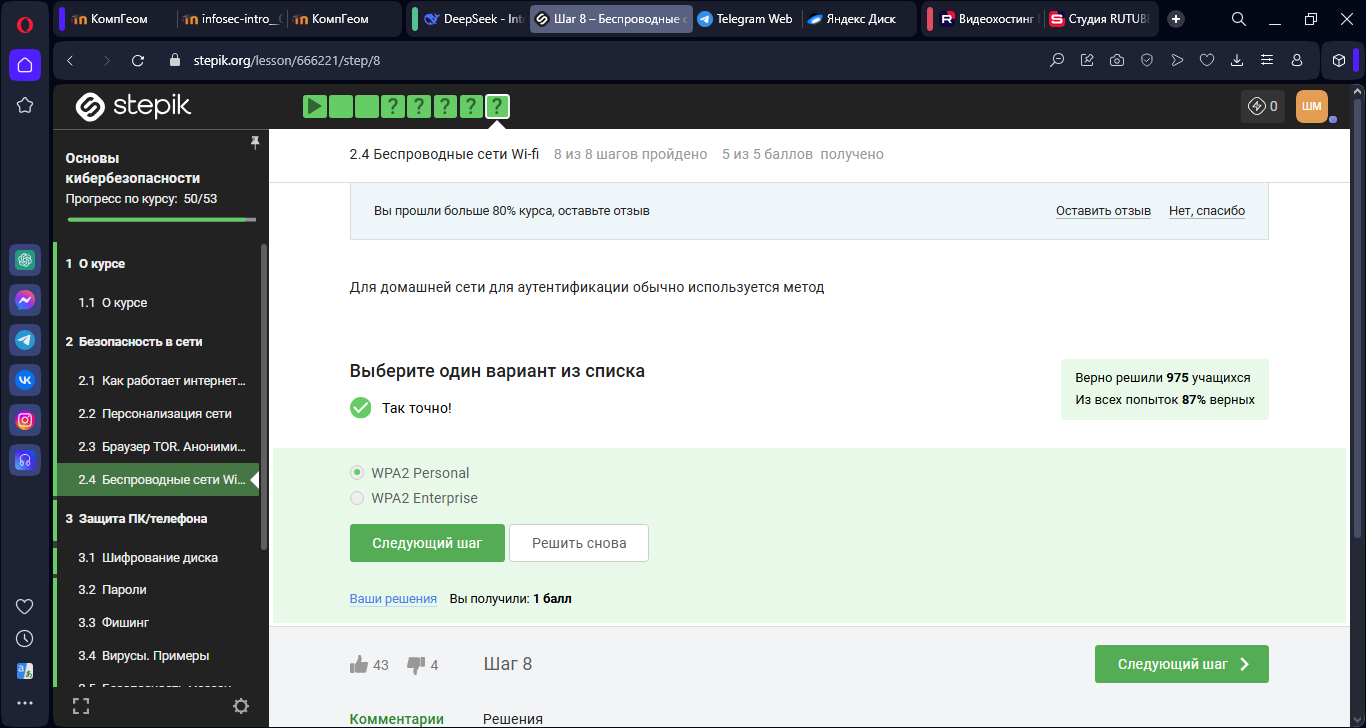 КомпГеом
infosec-intro__(
КомпГеом
DeepSeek - Int
Шаг 8 – Беспроводные с
Telegram Web
Яндекс Диск
Видеохостинг
Студия RUTUBE
stepik.org/lesson/666221/step/8
stepik
? ? ? ? ?
0
ШМ
Основы
кибербезопасности
Прогресс по курсу: 50/53
1 О курсе
1.1 О курсе
2 Безопасность в сети
2.1 Как работает интернет...
2.2 Персонализация сети
2.3 Браузер TOR. Аноними...
2.4 Беспроводные сети Wi...
3 Защита ПК/телефона
3.1 Шифрование диска
3.2 Пароли
3.3 Фишинг
3.4 Вирусы. Примеры
2.4 Беспроводные сети Wi-fi 8 из 8 шагов пройдено 5 из 5 баллов получено
Вы прошли больше 80% курса, оставьте отзыв
Оставить отзыв Нет, спасибо
Для домашней сети для аутентификации обычно используется метод
Выберите один вариант из списка
Так точно!
Верно решили 975 учащихся
Из всех попыток 87% верных
WPA2 Personal
WPA2 Enterprise
Следующий шаг
Решить снова
Ваши решения Вы получили: 1 балл
43
4
Шаг 8
Следующий шаг
Комментарии
Решения